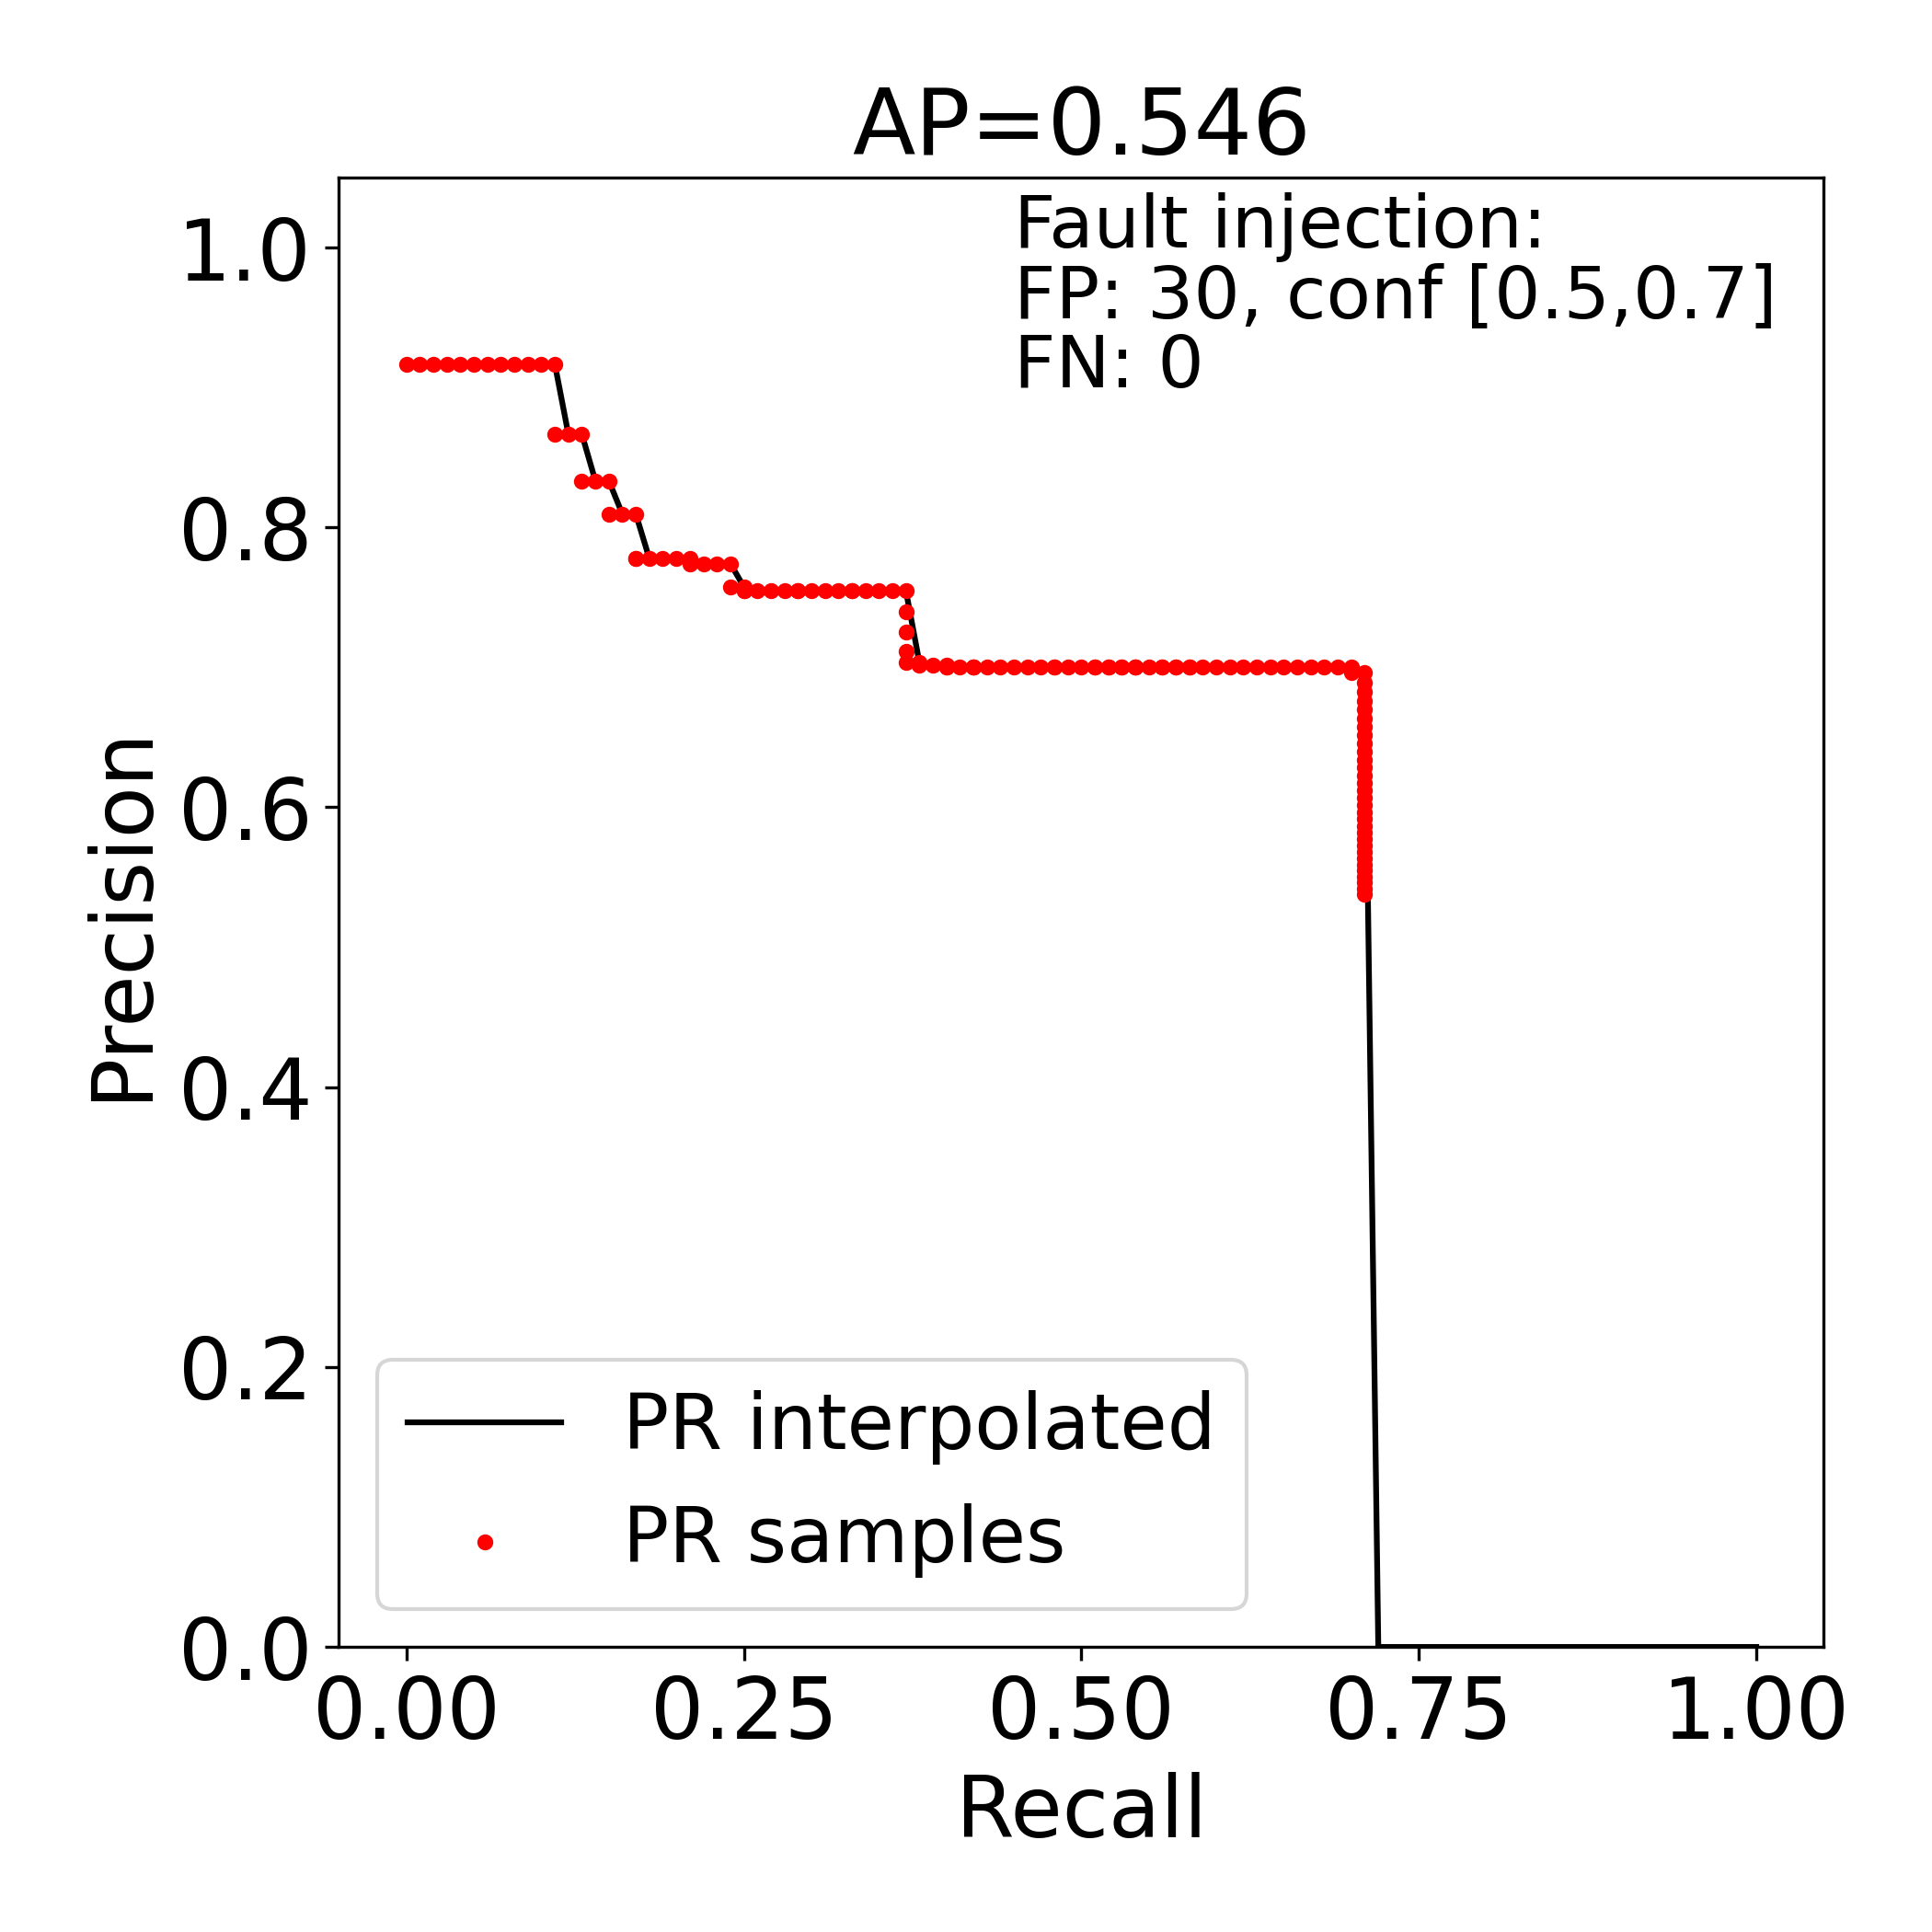 AP=0.546
Fault injection:
FP: 30, conf [0.5,0.7]
FN: 0
Precision
1.0
0.8
0.6
0.4
0.2
0.0
PR interpolated
PR samples
0.00 0.25 0.50 0.75 1.00
Recall